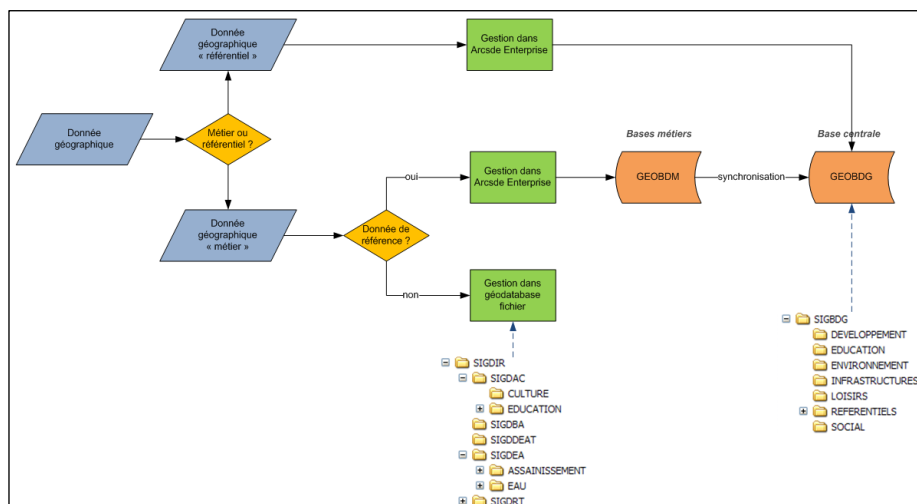 Donnée
géographique
« référentiel »
Gestion dans
Arcsde Enterprise
Donnée
géographique
Métier ou
référentiel ?
Bases métiers
Base centrale
oui
Gestion dans
Arcsde Enterprise
GEOBDM
synchronisation
GEOBDG
Donnée
géographique
« métier »
Donnée de
référence ?
non
Gestion dans
géodatabase
fichier
SIGDIR
SIGDAC
CULTURE
EDUCATION
SIGDBA
SIGDDEAT
SIGDEA
ASSAINISSEMENT
EAU
SIGDRT
SIGBDG
DEVELOPPEMENT
EDUCATION
ENVIRONNEMENT
INFRASTRUCTURES
LOISIRS
REFERENTIELS
SOCIAL